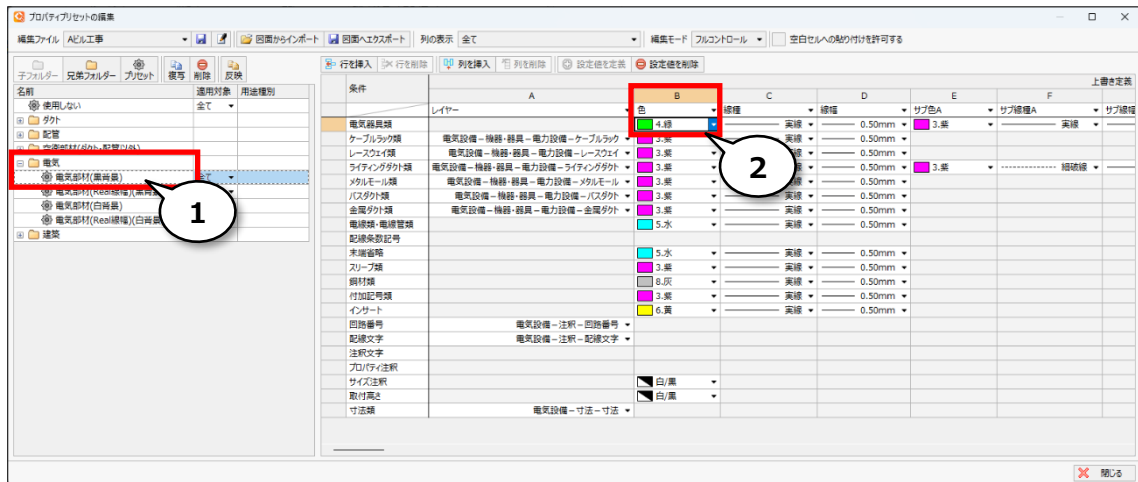 プロパティプリセットの編集
編集ファイル Aビル工事 図面からインポート 図面へエクスポート 列の表示 全て 編集モード フルコントロール 空白セルへの貼り付けを許可する
子フォルダー 兄弟フォルダー プリセット 複写 削除 反映
行を挿入 行を削除 列を挿入 列を削除 設定値を定義 設定値を削除
名前 適用対象 用途種別
使用しない 全て
ダクト
配管
空衛部材(ダクト・配管以外)
電気
電気部材(黒背景) 全て
電気部材(Real線幅)(黒背景)
電気部材(白背景)
電気部材(Real線幅)(白背景)
建築
1
条件 上書き定義
A B C D E F
レイヤー 色 線種 線幅 サブ色A サブ線種A サブ線幅
電気器具類 4.緑 実線 0.50mm 3.紫 実線
ケーブルラック類 電気設備－機器・器具－電力設備－ケーブルラック 3.紫 実線 0.50mm
レースウェイ類 電気設備－機器・器具－電力設備－レースウェイ 3.紫 実線 0.50mm
ライティングダクト類 電気設備－機器・器具－電力設備－ライティングダクト 3.紫 実線 0.50mm 3.紫 細破線
メタルモール類 電気設備－機器・器具－電力設備－メタルモール 3.紫 実線 0.50mm
バスダクト類 電気設備－機器・器具－電力設備－バスダクト 3.紫 実線 0.50mm
金属ダクト類 電気設備－機器・器具－電力設備－金属ダクト 3.紫 実線 0.50mm
電線類・電線管類 5.水 実線 0.50mm
配線条数記号
末端省略 5.水 実線 0.50mm
スリーブ類 3.紫 実線 0.50mm
鋼材類 8.灰 実線 0.50mm
付加記号類 3.紫 実線 0.50mm
インサート 6.黄 実線 0.50mm
回路番号 電気設備－注釈－回路番号
配線文字 電気設備－注釈－配線文字
注釈文字
プロパティ注釈
サイズ注釈 白/黒
取付高さ 白/黒
寸法類 電気設備－寸法－寸法
2
閉じる